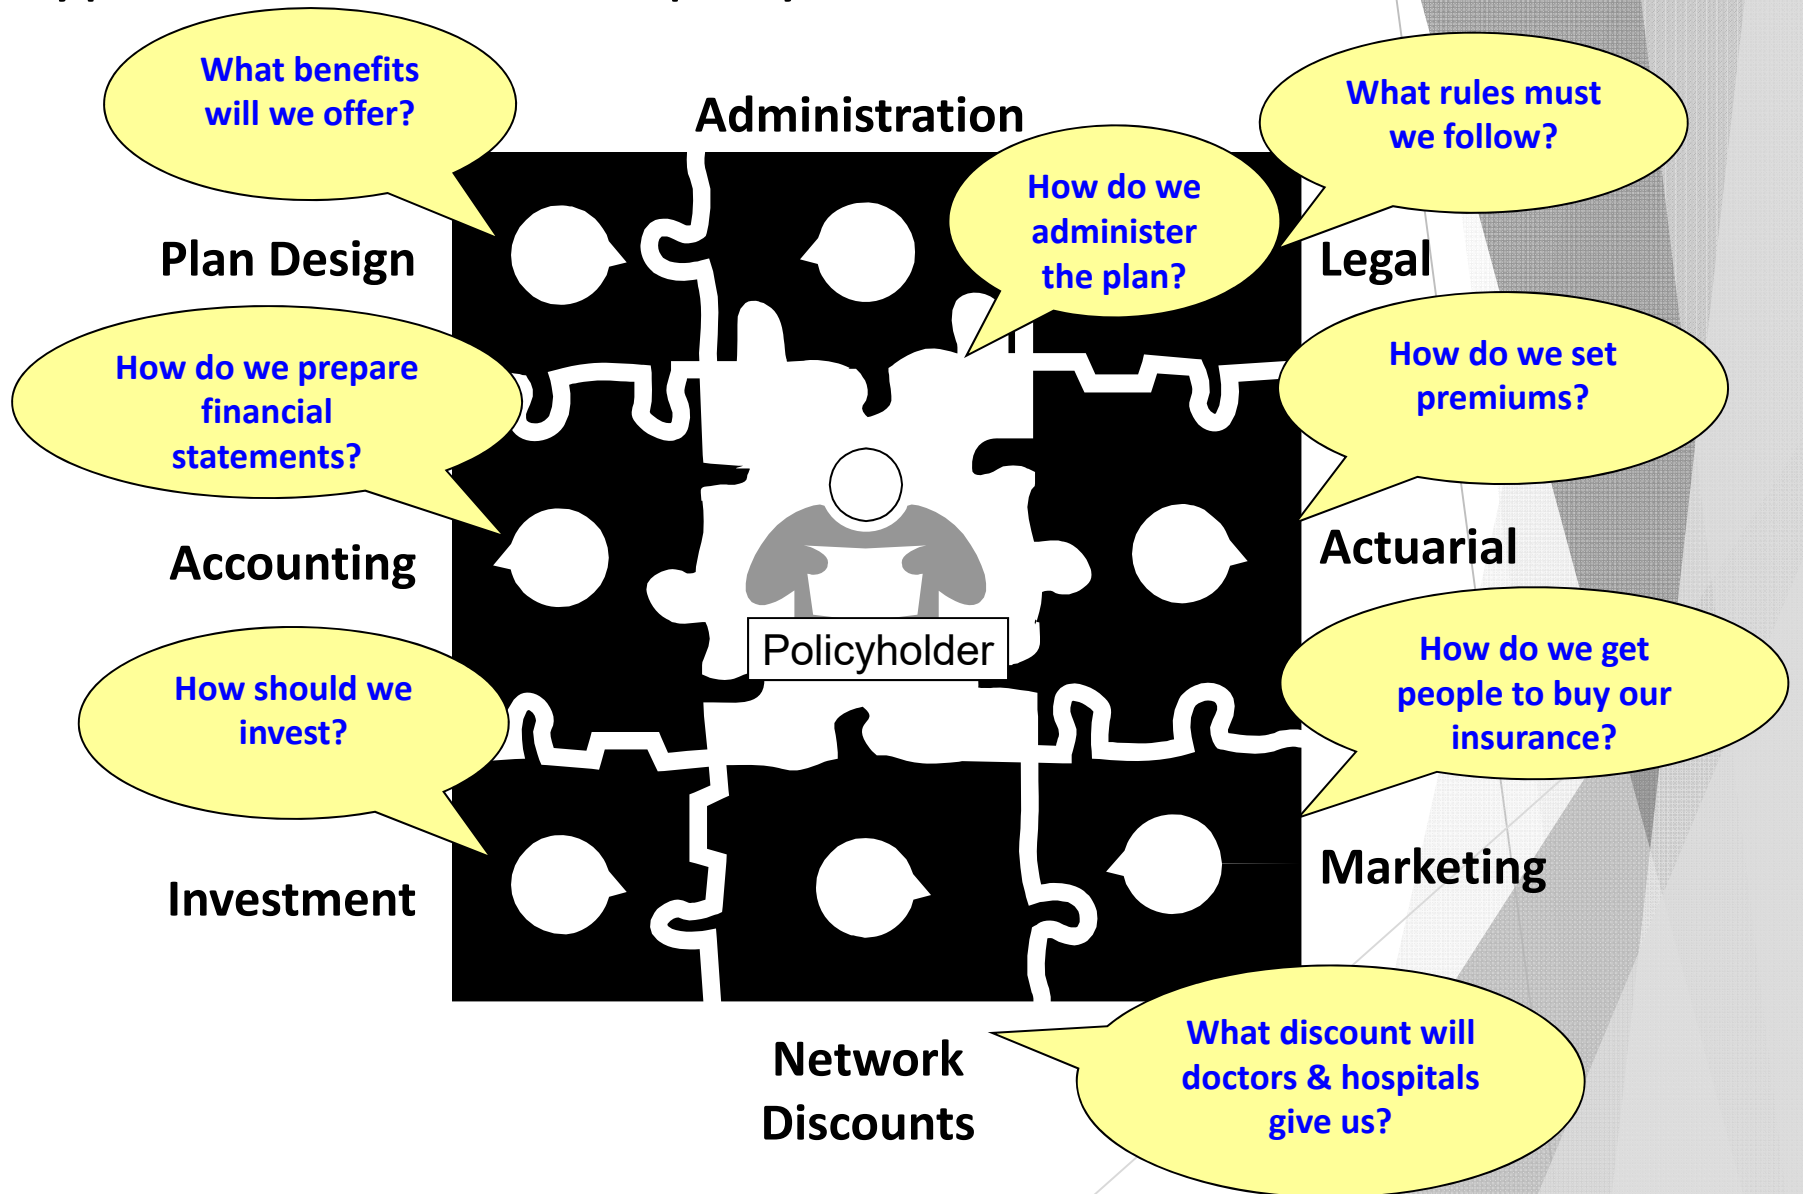 What benefits
will we offer?
Administration
What rules must
we follow?
How do we
administer
the plan?
Plan Design
Legal
How do we prepare
financial
statements?
How do we set
premiums?
Accounting
Actuarial
Policyholder
How should we
invest?
How do we get
people to buy our
insurance?
Investment
Marketing
Network
Discounts
What discount will
doctors & hospitals
give us?